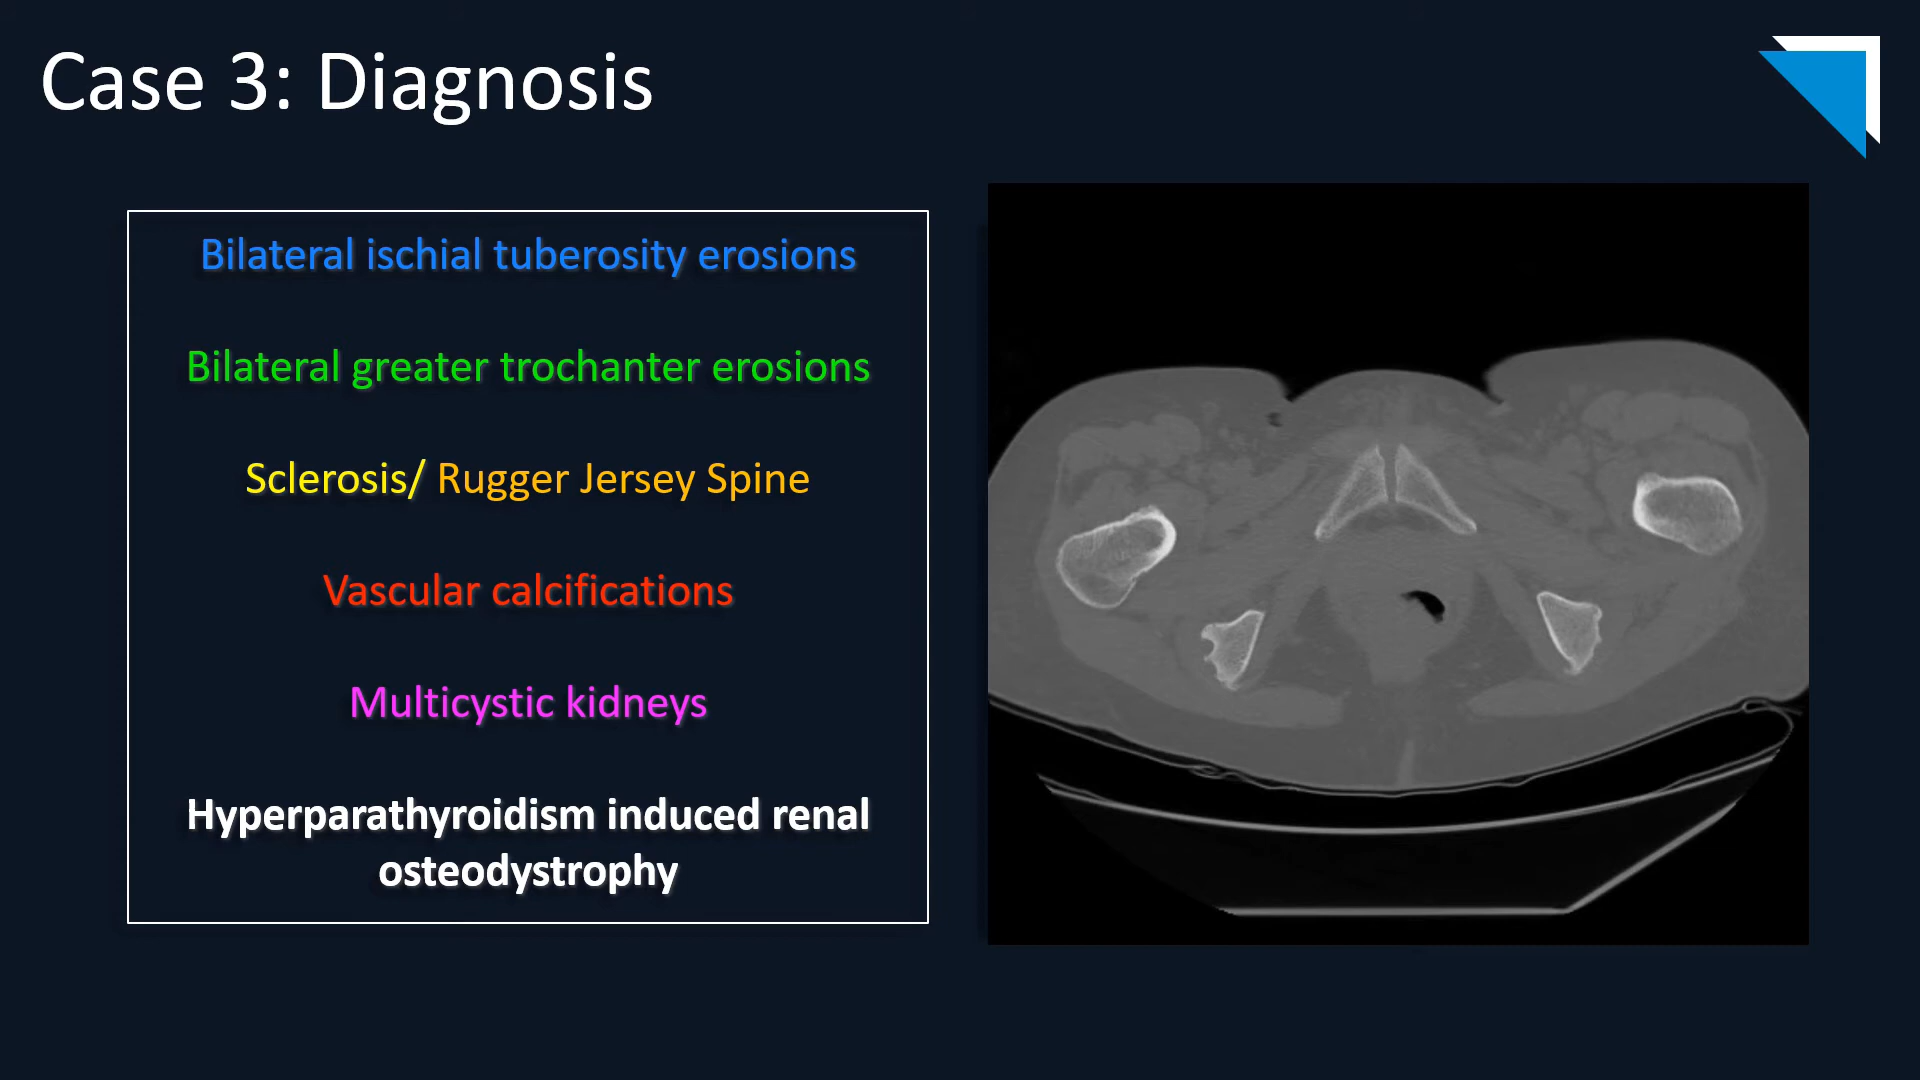 Case 3: Diagnosis
Bilateral ischial tuberosity erosions
Bilateral greater trochanter erosions
Sclerosis/ Rugger Jersey Spine
Vascular calcifications
Multicystic kidneys
Hyperparathyroidism induced renal
osteodystrophy